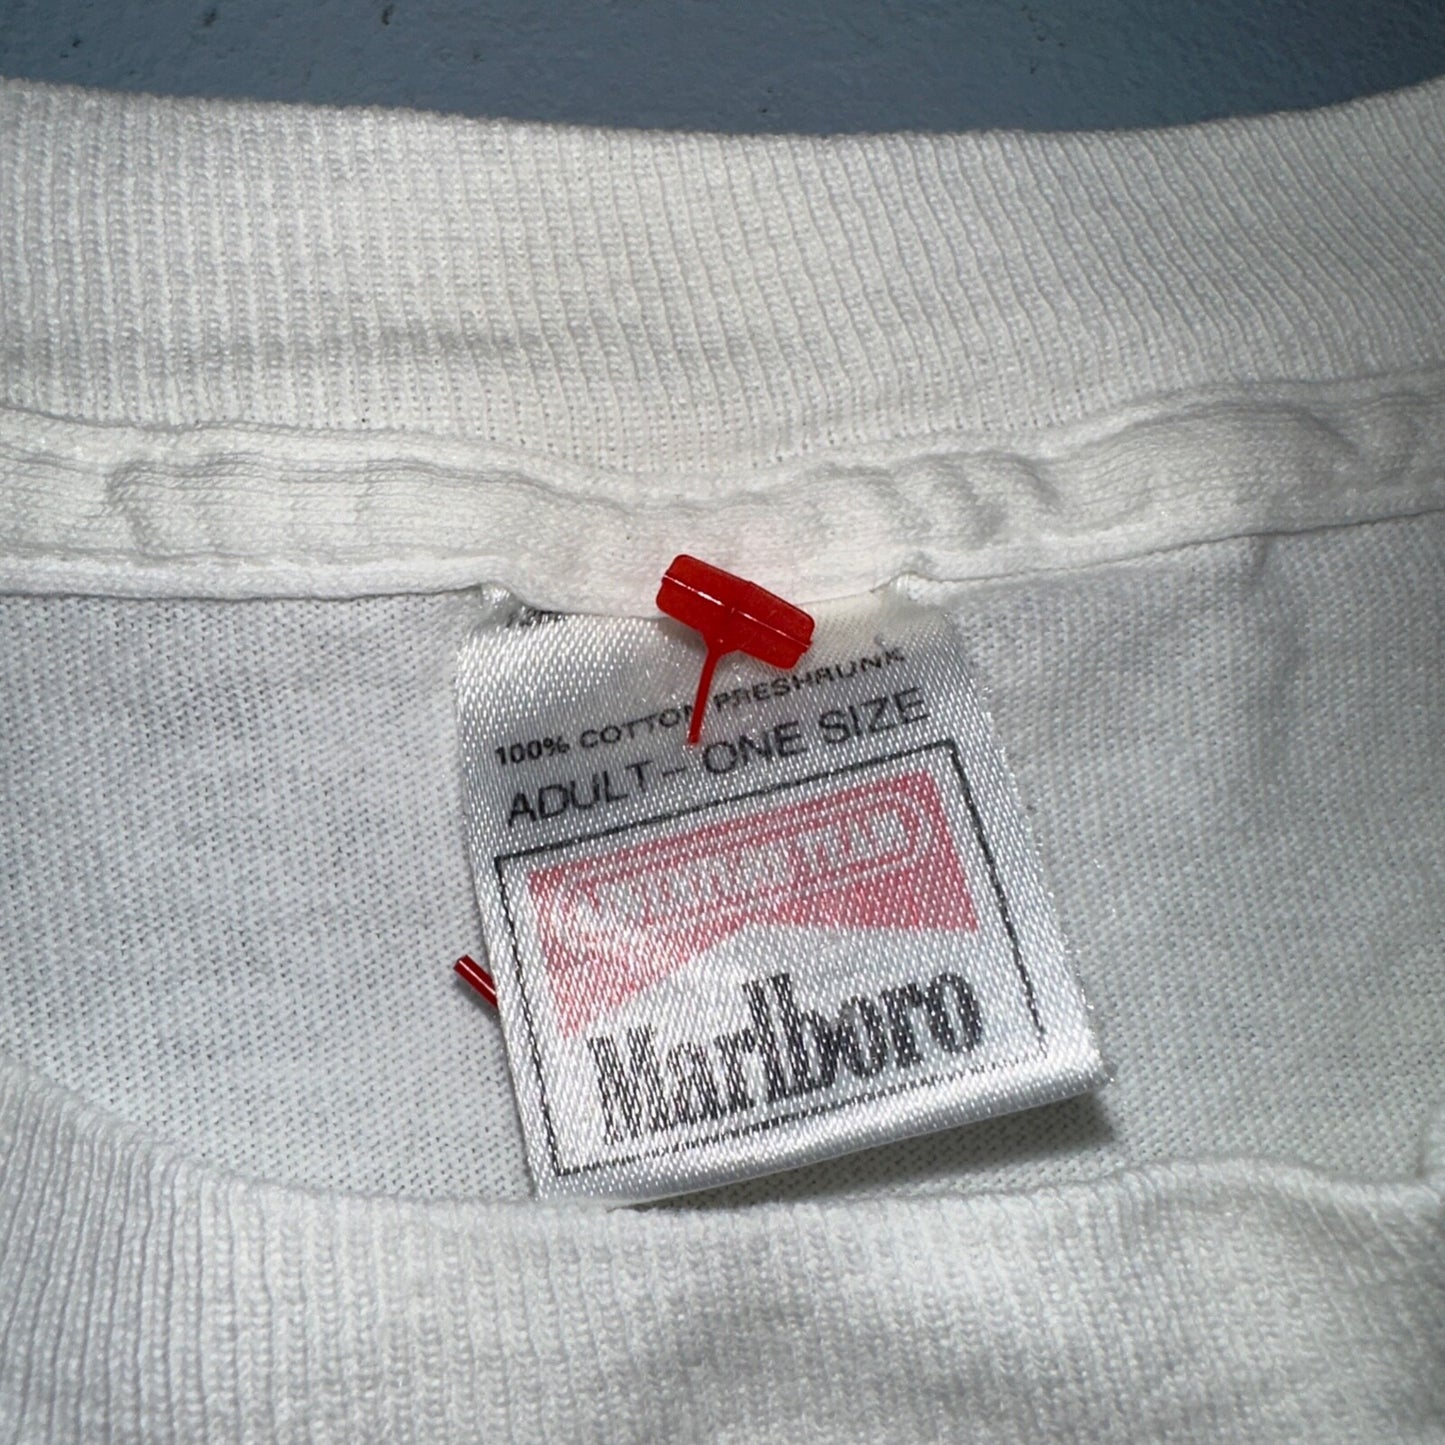 100% COTTON PRESHRUNK
ADULT – ONE SIZE
Marlboro